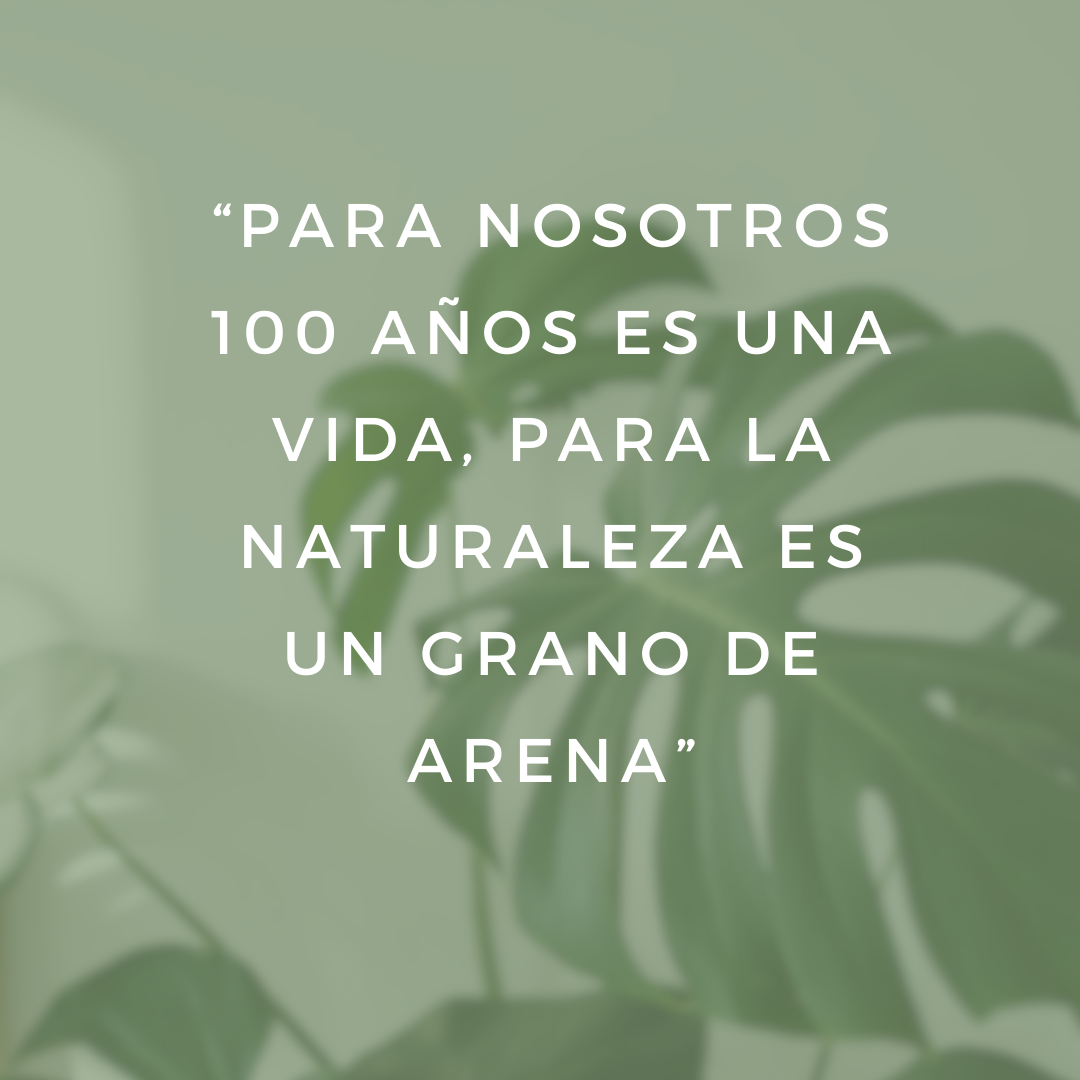 “PARA NOSOTROS
100 AÑOS ES UNA
VIDA, PARA LA
NATURALEZA ES
UN GRANO DE
ARENA”